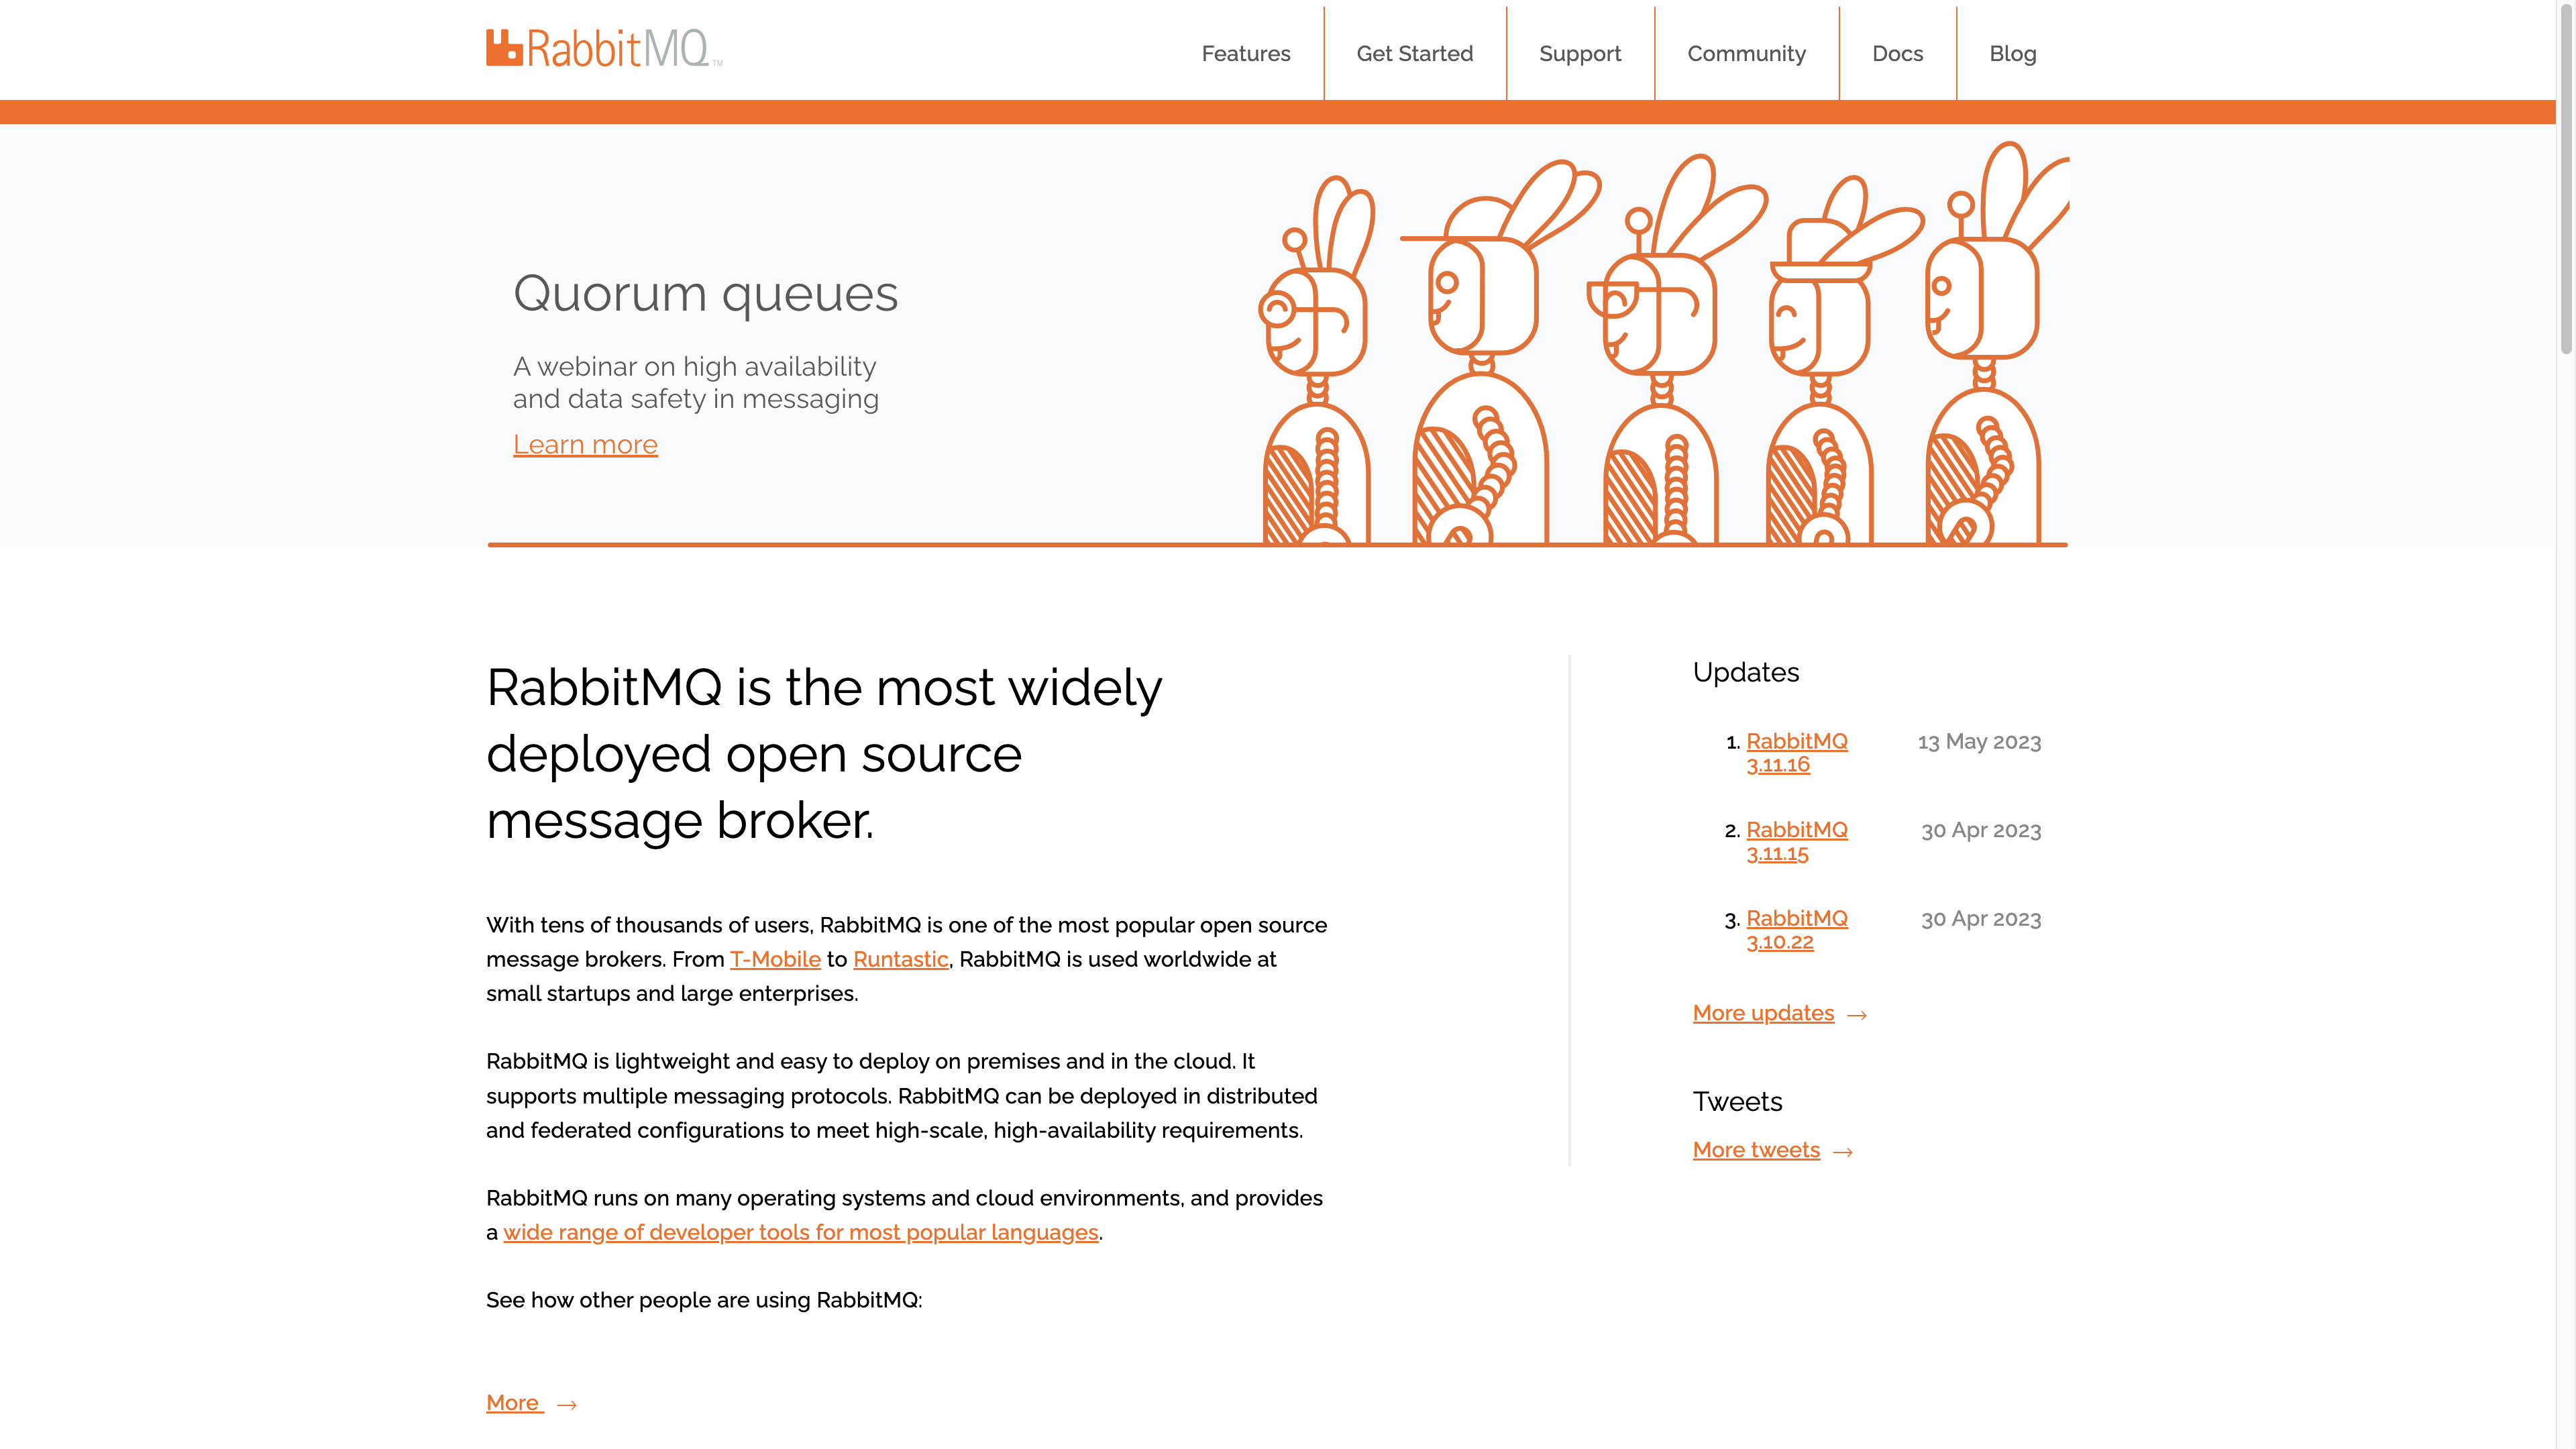 RabbitMQ™
Features
Get Started
Support
Community
Docs
Blog
Quorum queues
A webinar on high availability
and data safety in messaging
Learn more
RabbitMQ is the most widely
deployed open source
message broker.
With tens of thousands of users, RabbitMQ is one of the most popular open source
message brokers. From T-Mobile to Runtastic, RabbitMQ is used worldwide at
small startups and large enterprises.
RabbitMQ is lightweight and easy to deploy on premises and in the cloud. It
supports multiple messaging protocols. RabbitMQ can be deployed in distributed
and federated configurations to meet high-scale, high-availability requirements.
RabbitMQ runs on many operating systems and cloud environments, and provides
a wide range of developer tools for most popular languages.
See how other people are using RabbitMQ:
More →
Updates
1. RabbitMQ 13 May 2023
3.11.16
2. RabbitMQ 30 Apr 2023
3.11.15
3. RabbitMQ 30 Apr 2023
3.10.22
More updates →
Tweets
More tweets →